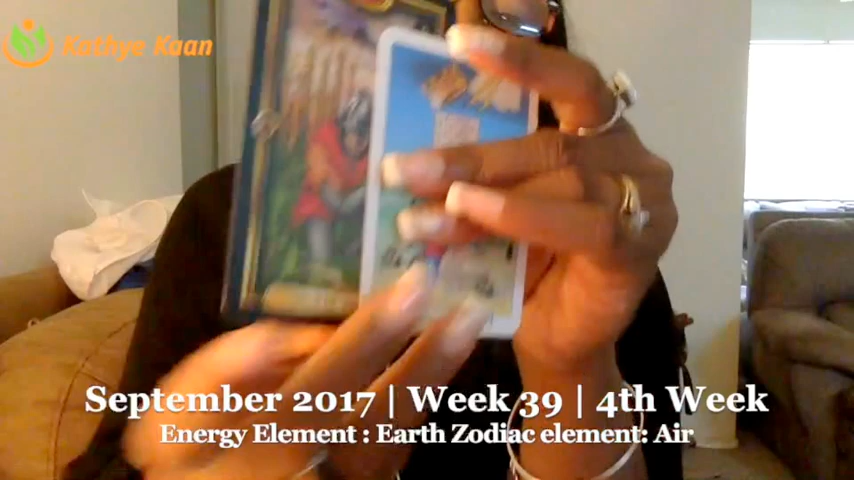 Kathye Kaan
September 2017 | Week 39 | 4th Week
Energy Element : Earth Zodiac element: Air